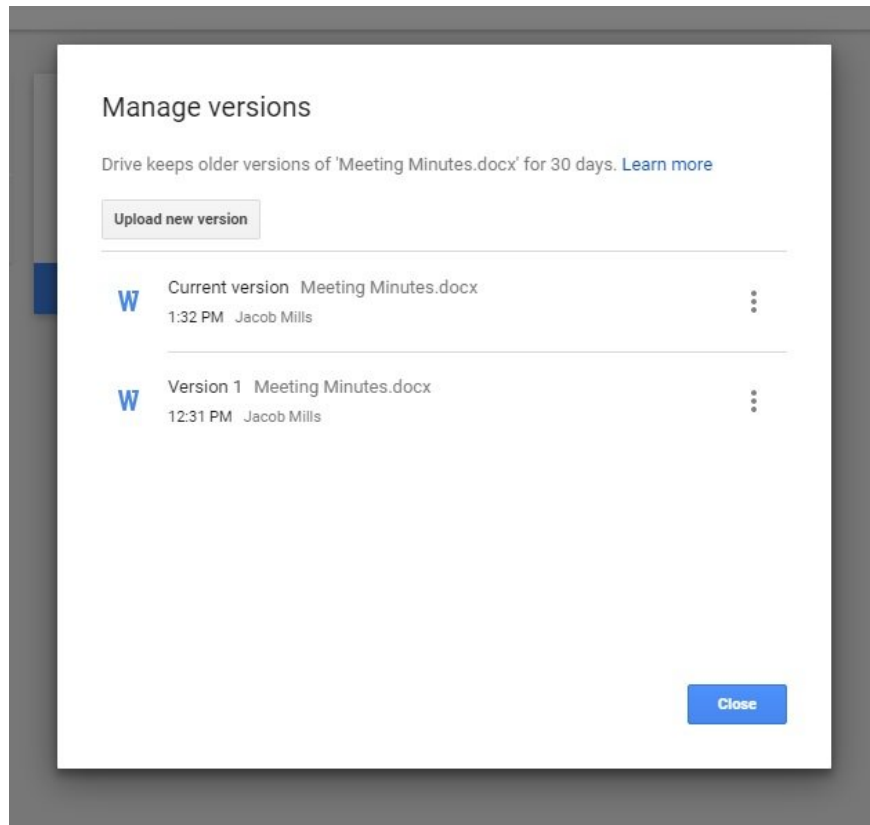 Manage versions
Drive keeps older versions of 'Meeting Minutes.docx' for 30 days. Learn more
Upload new version
W Current version Meeting Minutes.docx
1:32 PM Jacob Mills
W Version 1 Meeting Minutes.docx
12:31 PM Jacob Mills
Close